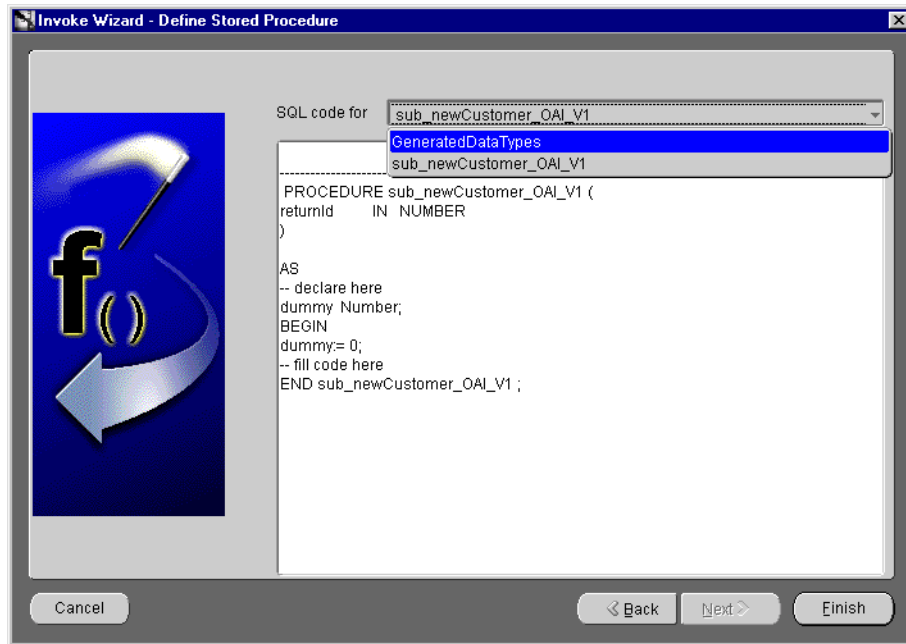 Invoke Wizard - Define Stored Procedure
SQL code for sub_newCustomer_OAI_V1
GeneratedDataTypes
sub_newCustomer_OAI_V1
PROCEDURE sub_newCustomer_OAI_V1 (
returnId IN NUMBER
)
AS
-- declare here
dummy Number;
BEGIN
dummy:= 0;
-- fill code here
END sub_newCustomer_OAI_V1 ;
f()
Cancel
Back
Next
Finish